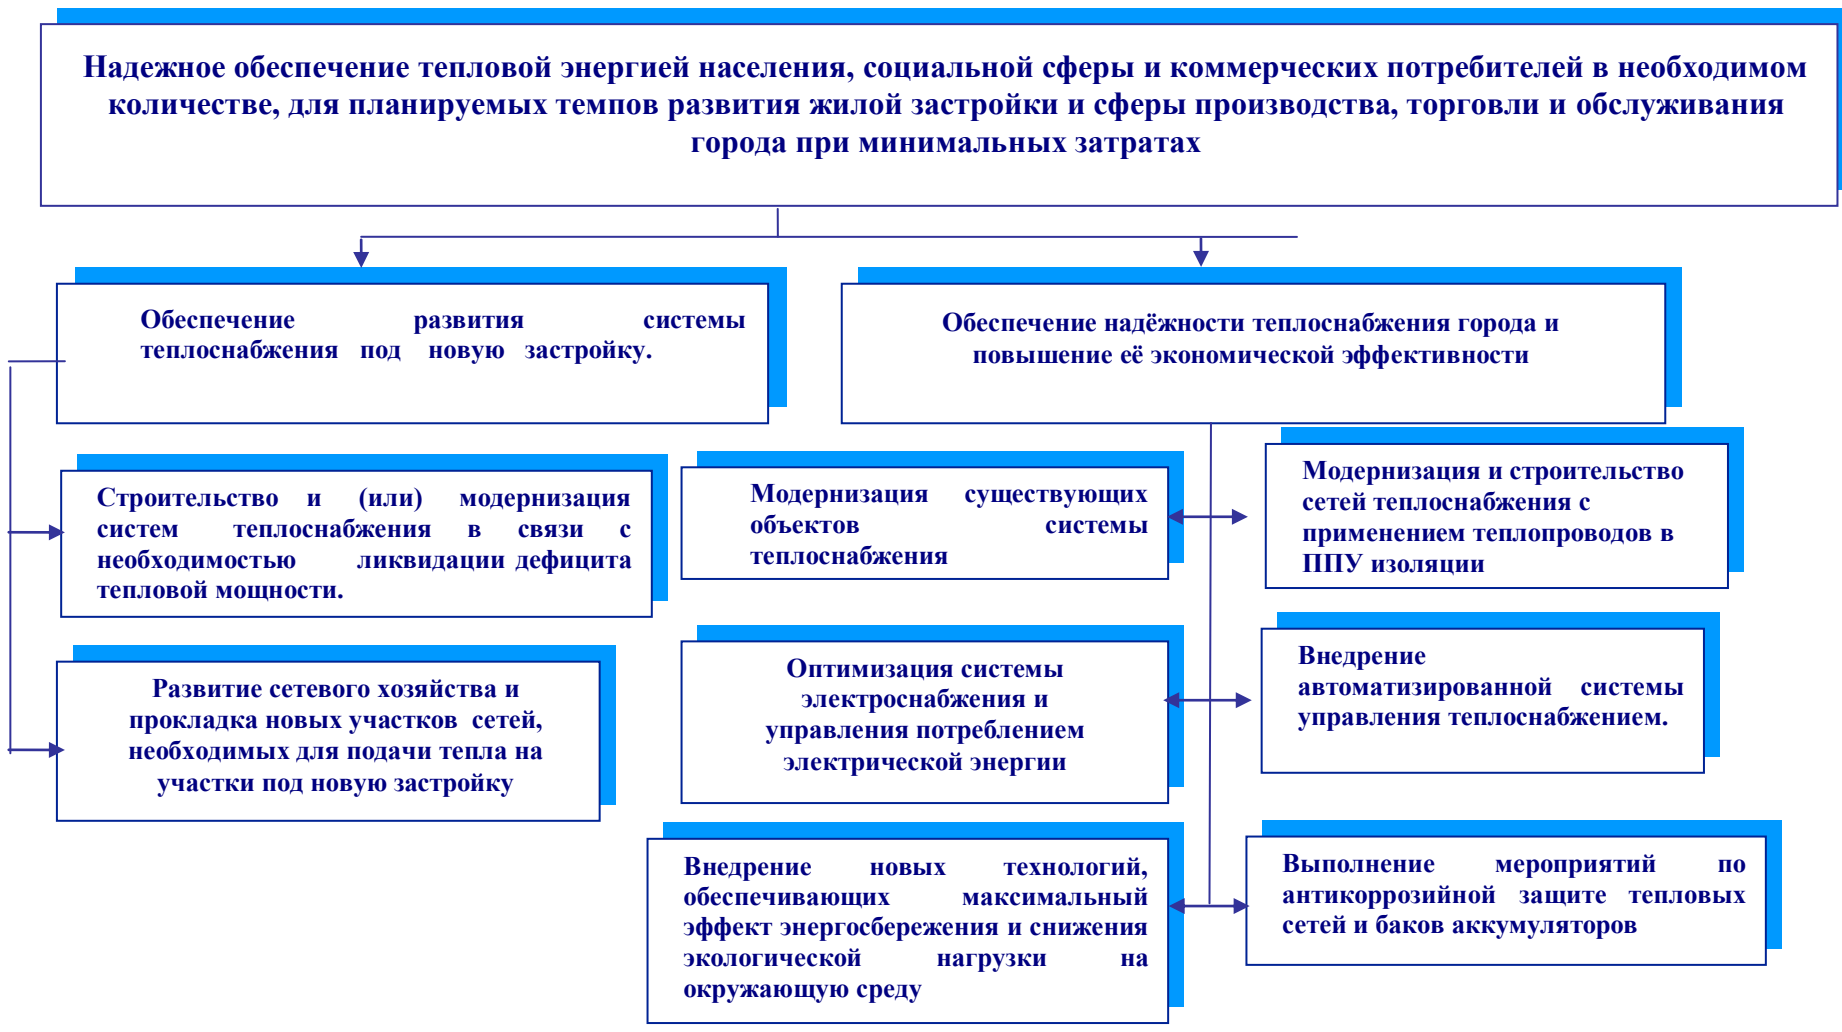 Надежное обеспечение тепловой энергией населения, социальной сферы и коммерческих потребителей в необходимом
количестве, для планируемых темпов развития жилой застройки и сферы производства, торговли и обслуживания
города при минимальных затратах
Обеспечение развития системы
теплоснабжения под новую застройку.
Обеспечение надёжности теплоснабжения города и
повышение её экономической эффективности
Строительство и (или) модернизация
систем теплоснабжения в связи с
необходимостью ликвидации дефицита
тепловой мощности.
Развитие сетевого хозяйства и
прокладка новых участков сетей,
необходимых для подачи тепла на
участки под новую застройку
Модернизация существующих
объектов системы
теплоснабжения
Модернизация и строительство
сетей теплоснабжения с
применением теплопроводов в
ППУ изоляции
Оптимизация системы
электроснабжения и
управления потреблением
электрической энергии
Внедрение
автоматизированной системы
управления теплоснабжением.
Внедрение новых технологий,
обеспечивающих максимальный
эффект энергосбережения и снижения
экологической нагрузки на
окружающую среду
Выполнение мероприятий по
антикоррозийной защите тепловых
сетей и баков аккумуляторов